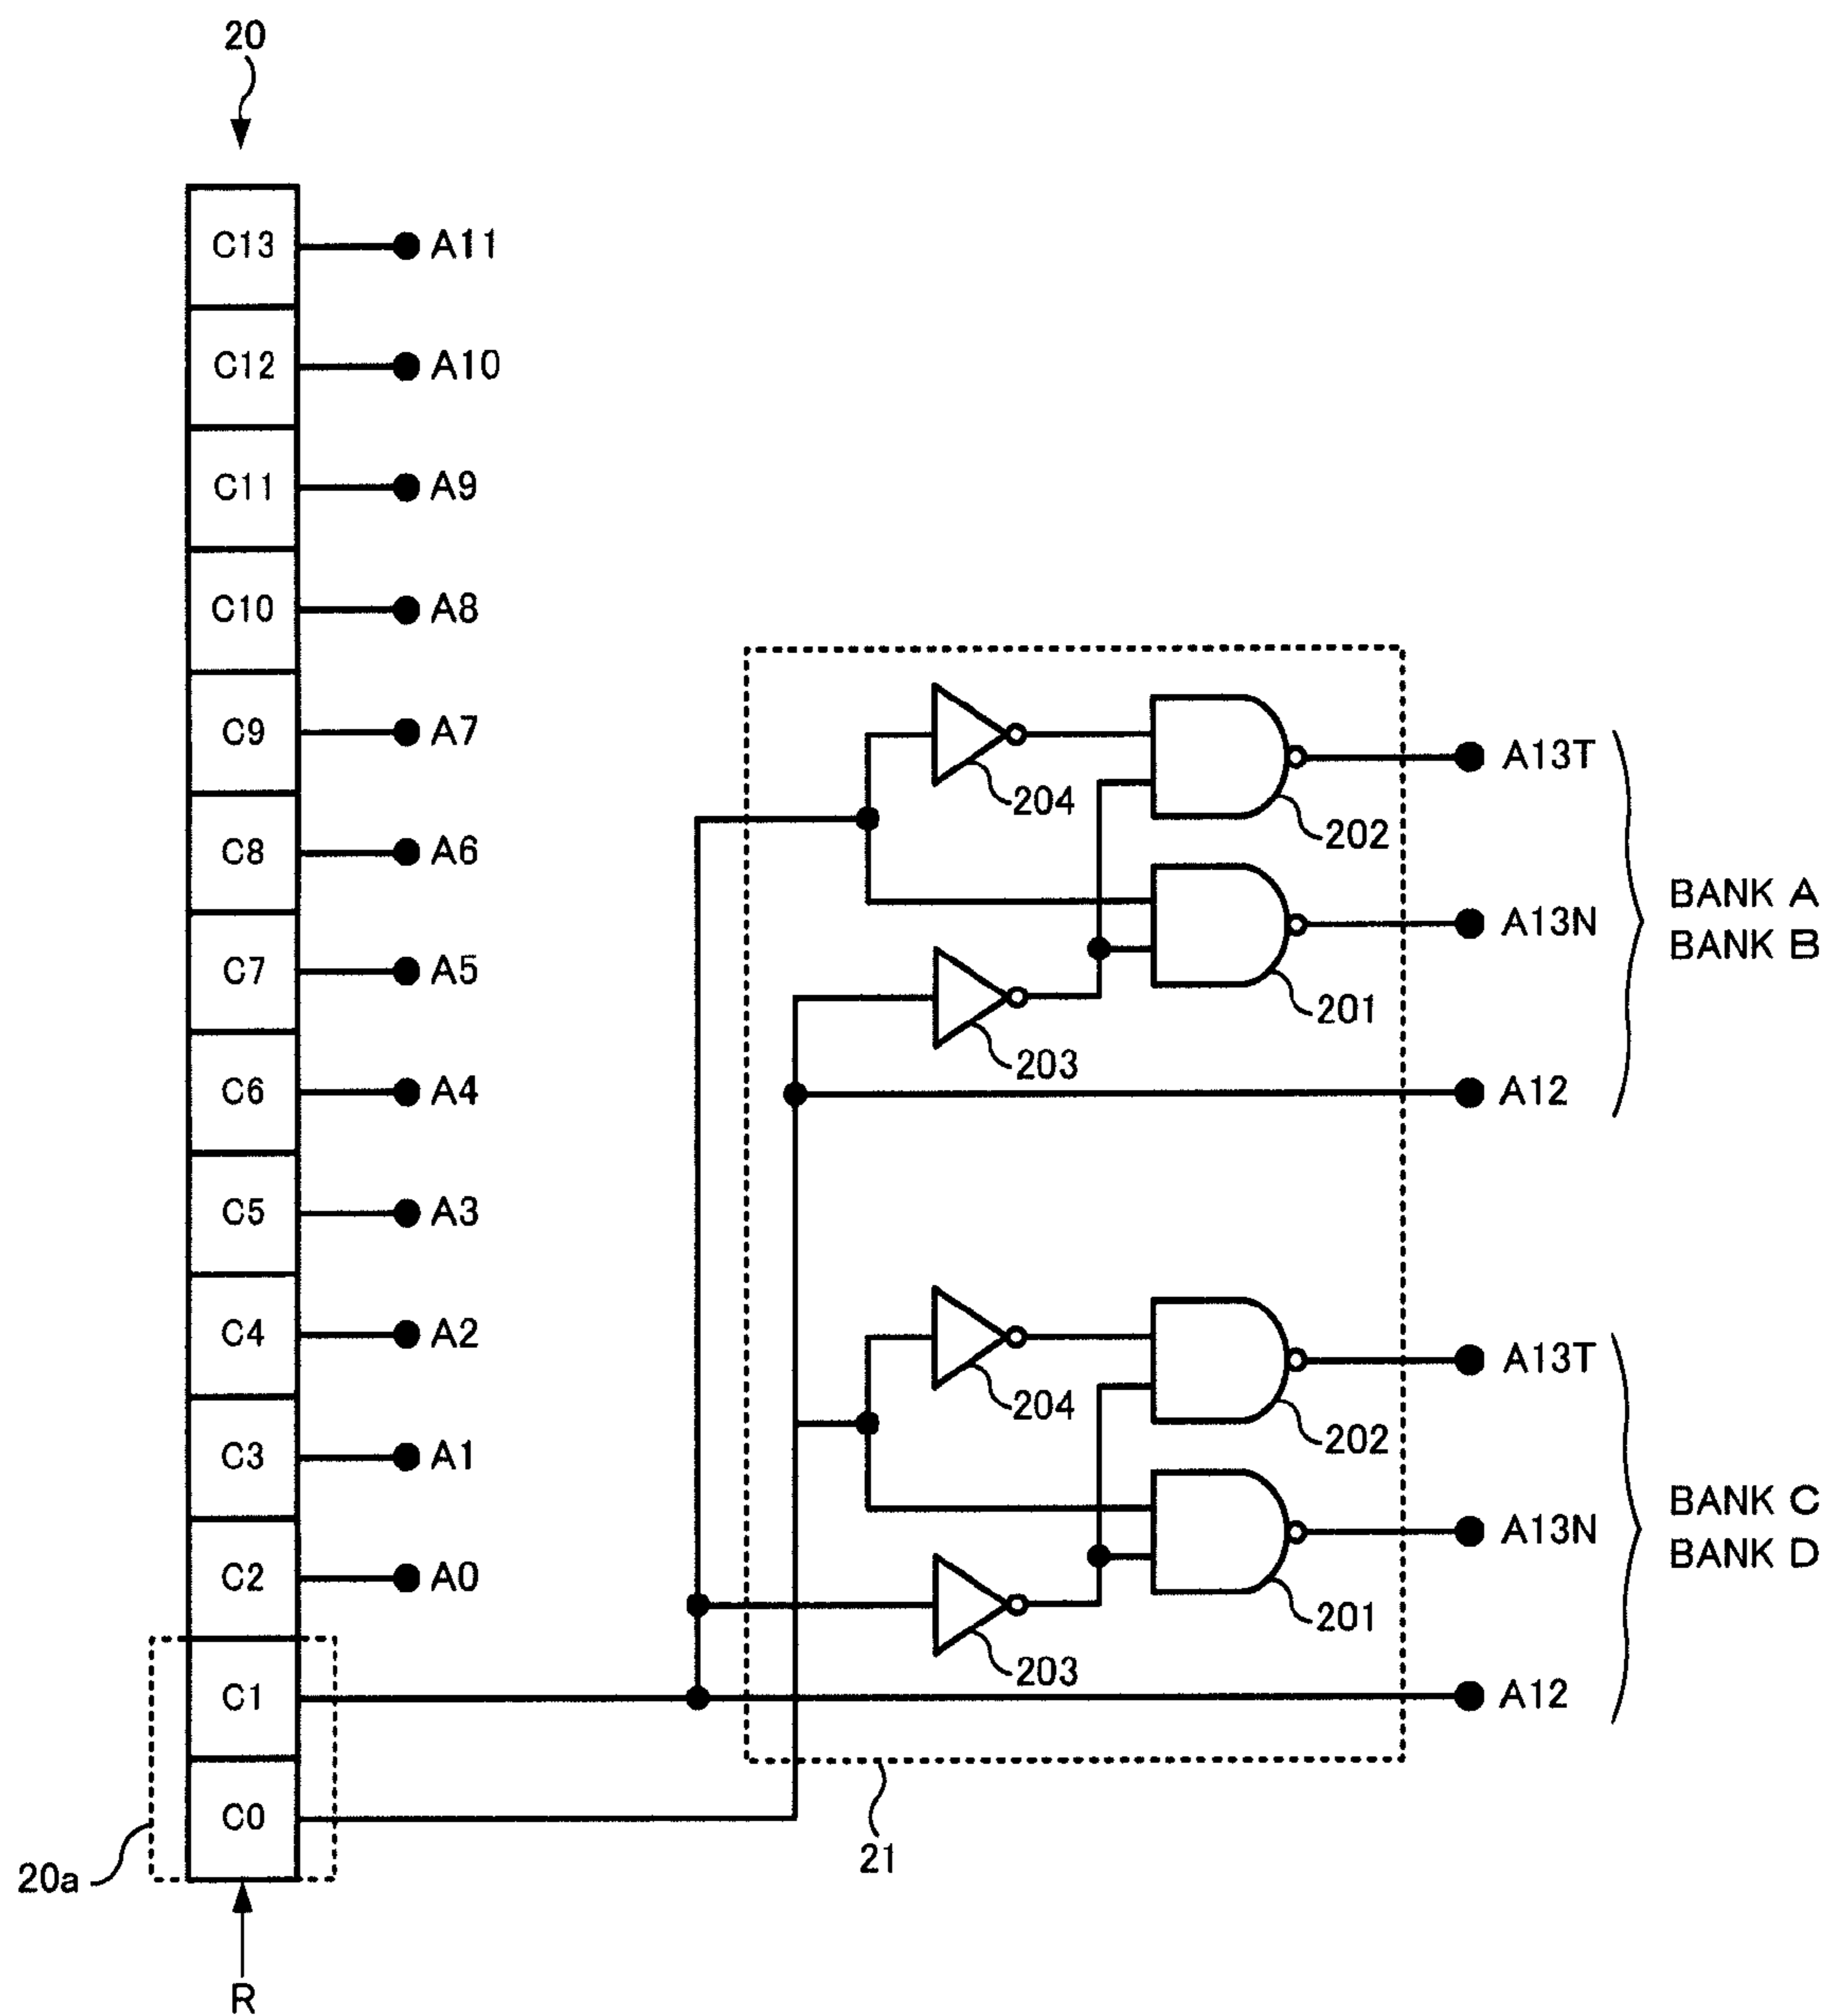 20
C13 A11
C12 A10
C11 A9
C10 A8
C9 A7
C8 A6
C7 A5
C6 A4
C5 A3
C4 A2
C3 A1
C2 A0
C1
C0
20a
R
204
202
A13T
201
A13N
203
A12
BANK A
BANK B
204
202
A13T
201
A13N
203
A12
BANK C
BANK D
21